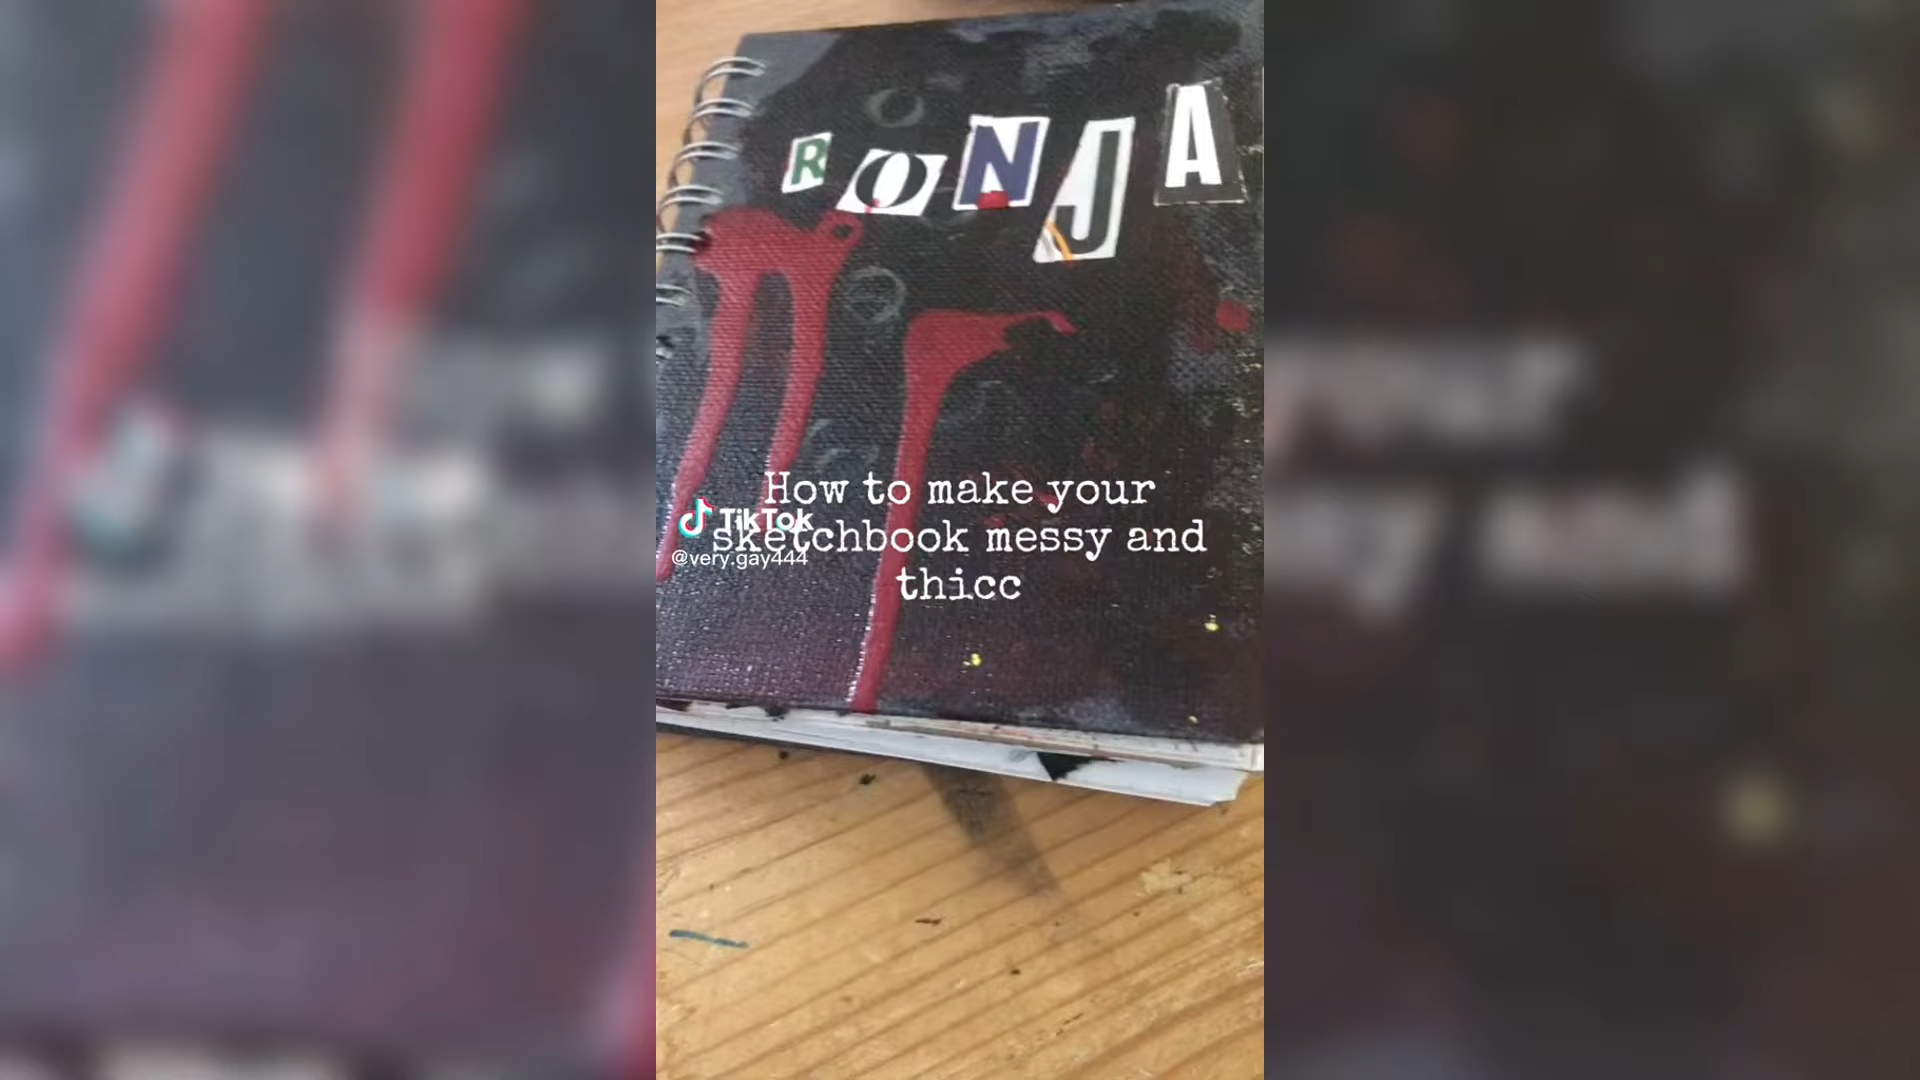 RONJA
How to make your
TikTok
sketchbook messy and
@very.gay444
thicc